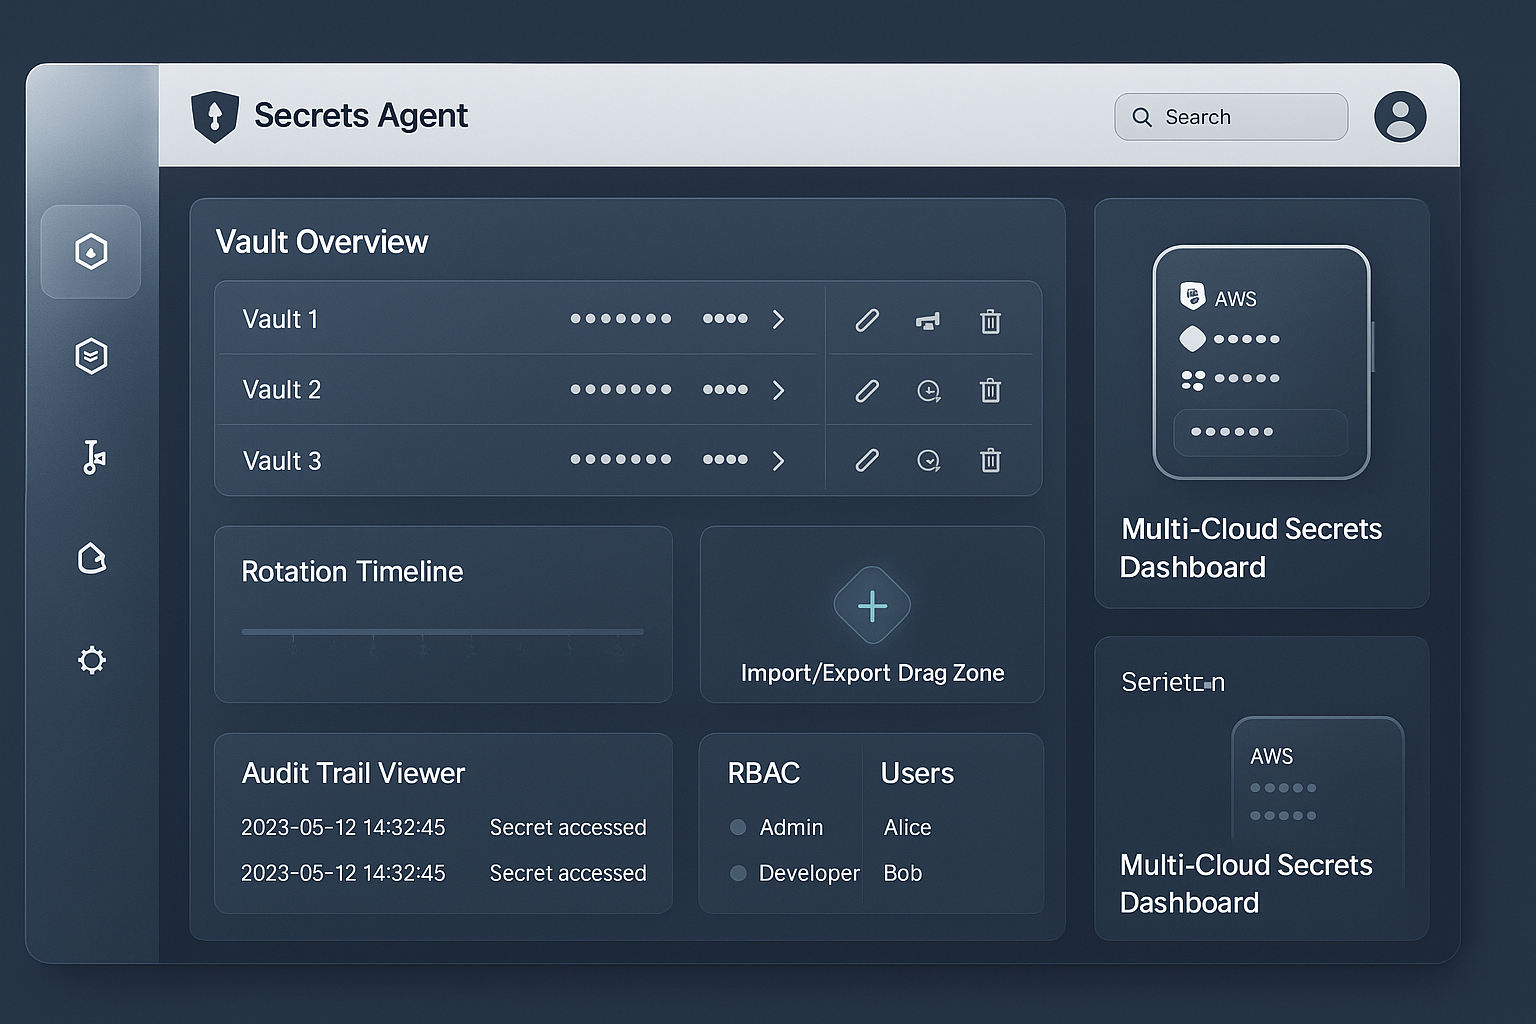 Secrets Agent
Search
Vault Overview
Vault 1
Vault 2
Vault 3
Rotation Timeline
Import/Export Drag Zone
Audit Trail Viewer
2023-05-12 14:32:45 Secret accessed
2023-05-12 14:32:45 Secret accessed
RBAC Users
Admin Alice
Developer Bob
AWS
Multi-Cloud Secrets
Dashboard
AWS
Multi-Cloud Secrets
Dashboard